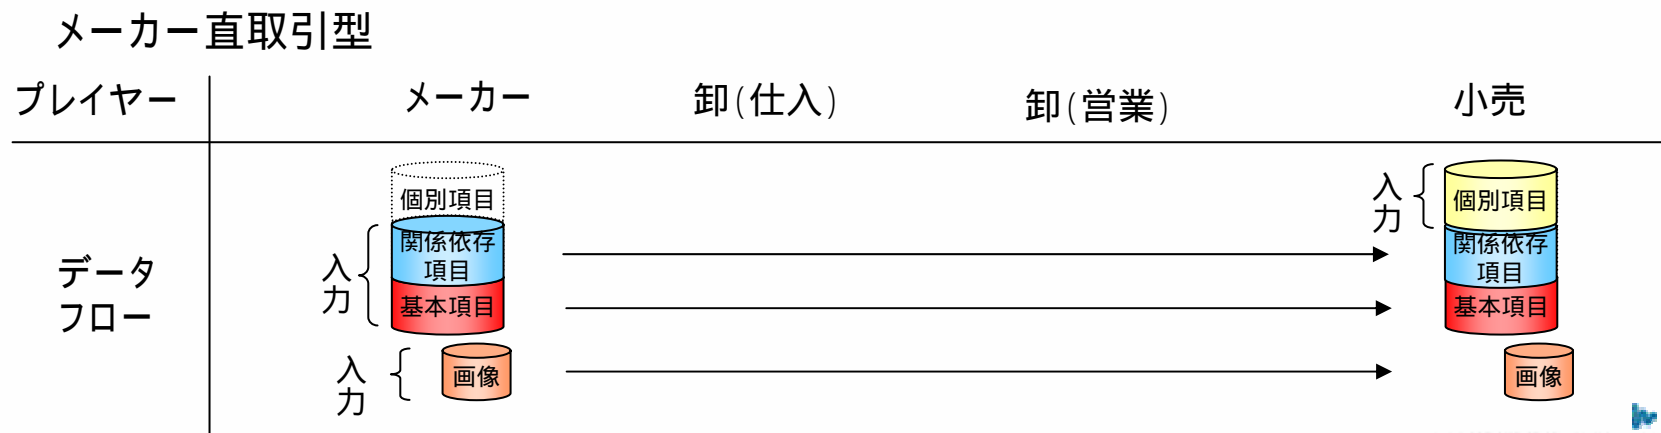 メーカー直取引型
プレイヤー
メーカー
卸(仕入)
卸(営業)
小売
データ
フロー
個別項目
関係依存
項目
基本項目
入
力
画像
入
力
入
力
個別項目
関係依存
項目
基本項目
画像